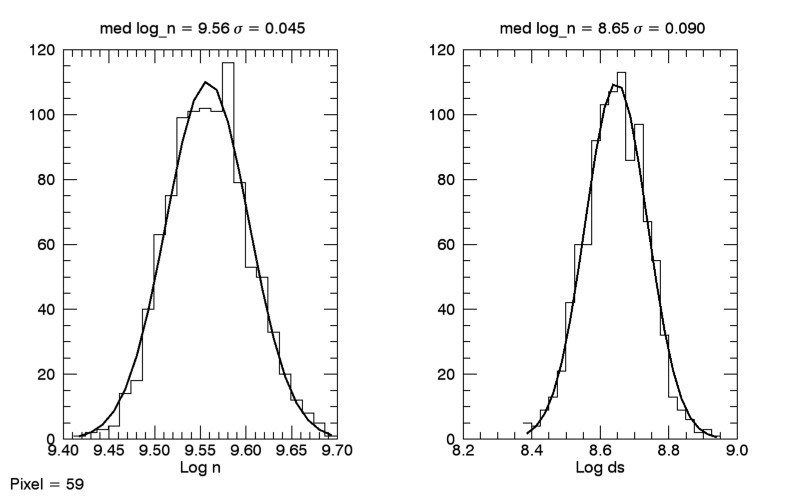 med log_n = 9.56 σ = 0.045
120
100
80
60
40
20
0
9.40 9.45 9.50 9.55 9.60 9.65 9.70
Log n
med log_n = 8.65 σ = 0.090
120
100
80
60
40
20
0
8.2 8.4 8.6 8.8 9.0
Log ds
Pixel = 59